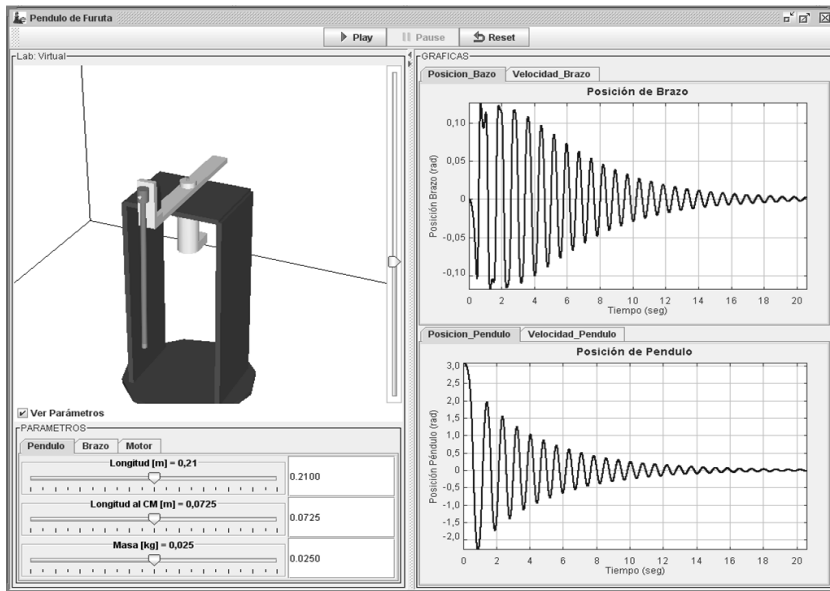 Pendulo de Furuta
Play Pause Reset
Lab: Virtual
Ver Parámetros
PARAMETROS
Pendulo Brazo Motor
Longitud [m] = 0,21
0.2100
Longitud al CM [m] = 0,0725
0.0725
Masa [kg] = 0,025
0.0250
GRAFICAS
Posicion_Bazo Velocidad_Brazo
Posición de Brazo
Posición Brazo (rad)
0,10
0,05
0
-0,05
-0,10
0 2 4 6 8 10 12 14 16 18 20
Tiempo (seg)
Posicion_Pendulo Velocidad_Pendulo
Posición de Pendulo
Posición Péndulo (rad)
3,0
2,5
2,0
1,5
1,0
0,5
0
-0,5
-1,0
-1,5
-2,0
0 2 4 6 8 10 12 14 16 18 20
Tiempo (seg)